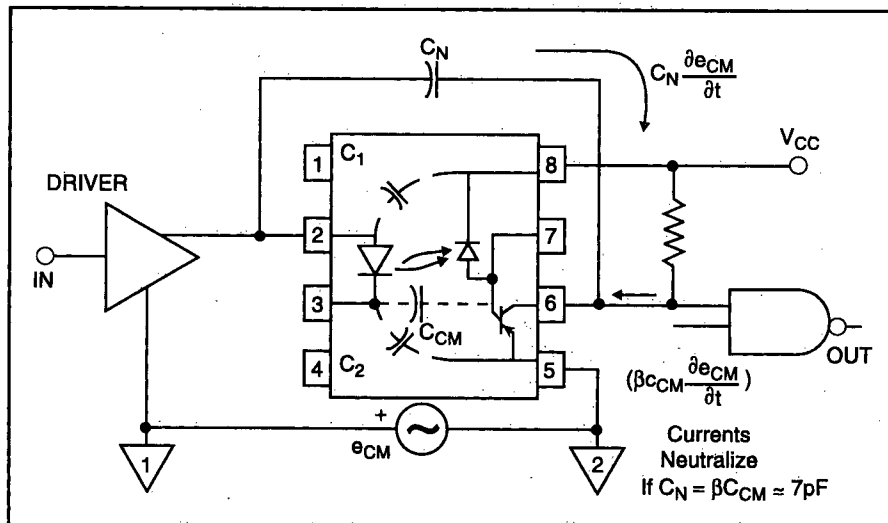 C_N
C_N ∂e_CM/∂t
V_CC
DRIVER
IN
1 C_1 8
2 7
3 C_CM 6
4 C_2 5
OUT
(βc_CM ∂e_CM/∂t)
+
e_CM
1
2
Currents
Neutralize
If C_N = βC_CM ≃ 7pF